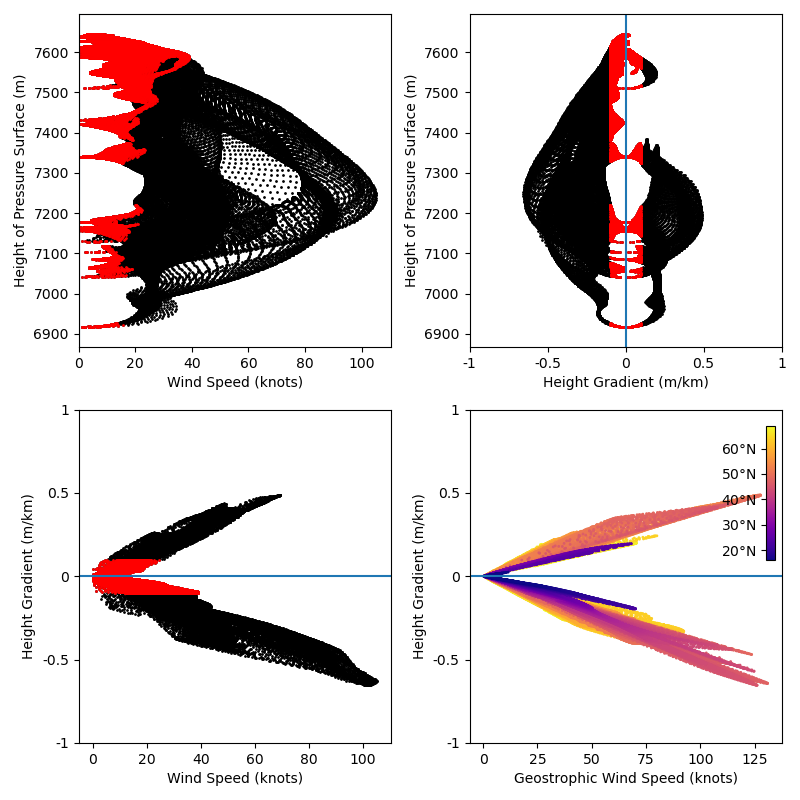 7600
7500
7400
7300
7200
7100
7000
6900
Height of Pressure Surface (m)
0 20 40 60 80 100
Wind Speed (knots)
7600
7500
7400
7300
7200
7100
7000
6900
Height of Pressure Surface (m)
-1 -0.5 0 0.5 1
Height Gradient (m/km)
1
0.5
0
-0.5
-1
Height Gradient (m/km)
0 20 40 60 80 100
Wind Speed (knots)
1
0.5
0
-0.5
-1
Height Gradient (m/km)
60°N
50°N
40°N
30°N
20°N
0 25 50 75 100 125
Geostrophic Wind Speed (knots)